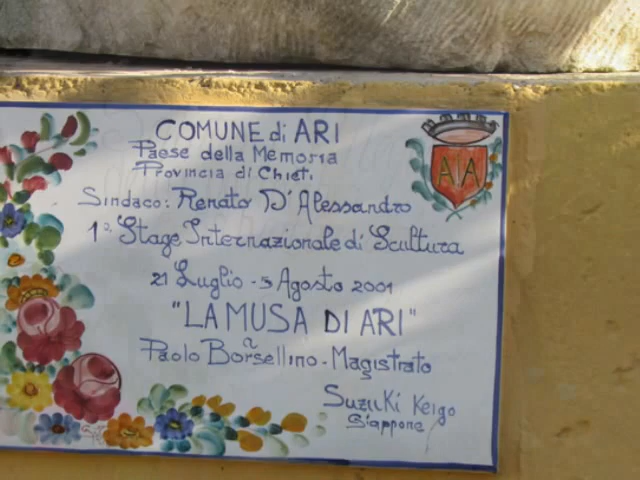 COMUNE di ARI
Paese della Memoria
Provincia di Chieti
Sindaco: Renato D'Alessandro
1° Stage Internazionale di Scultura
21 Luglio - 5 Agosto 2001
"LA MUSA DI ARI"
Paolo Borsellino - Magistrato
Suzuki Keigo
Giappone
A A